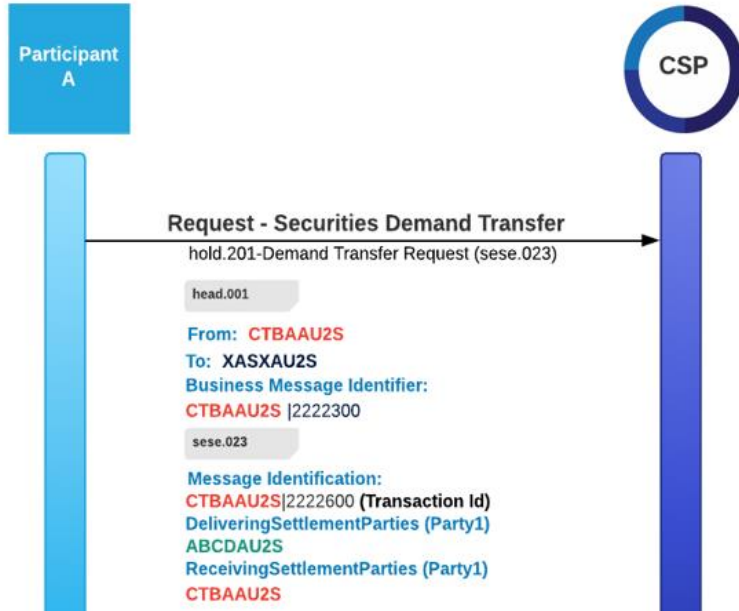 Participant
A
CSP
Request - Securities Demand Transfer
hold.201-Demand Transfer Request (sese.023)
head.001
From: CTBAAU2S
To: XASXAU2S
Business Message Identifier:
CTBAAU2S |2222300
sese.023
Message Identification:
CTBAAU2S|2222600 (Transaction Id)
DeliveringSettlementParties (Party1)
ABCDAU2S
ReceivingSettlementParties (Party1)
CTBAAU2S